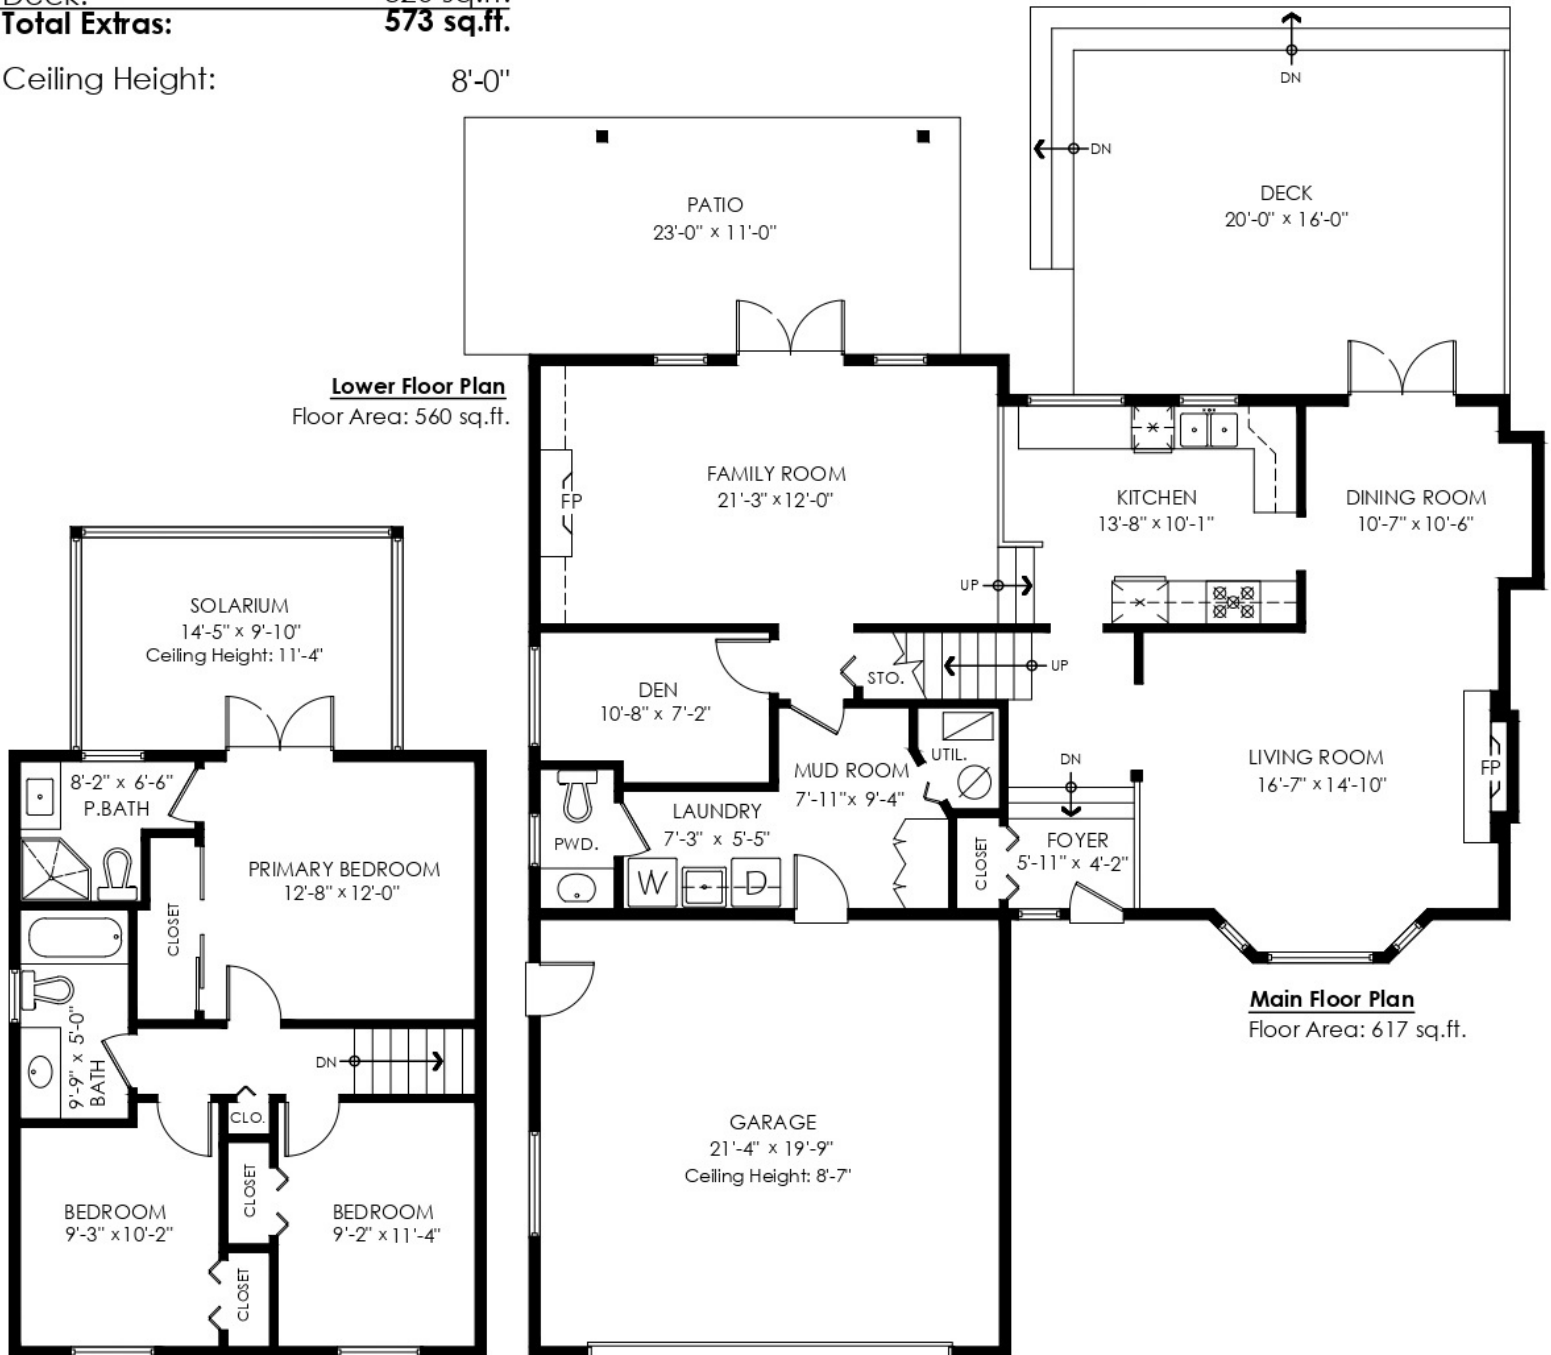 Deck: 320 sq.ft.
Total Extras: 573 sq.ft.
Ceiling Height: 8'-0"
DN
DN
DECK
20'-0" x 16'-0"
PATIO
23'-0" x 11'-0"
Lower Floor Plan
Floor Area: 560 sq.ft.
FAMILY ROOM
21'-3" x 12'-0"
FP
KITCHEN
13'-8" x 10'-1"
DINING ROOM
10'-7" x 10'-6"
UP
UP
STO.
DEN
10'-8" x 7'-2"
UTIL.
MUD ROOM
7'-11" x 9'-4"
LAUNDRY
7'-3" x 5'-5"
PWD.
W
D
DN
FOYER
5'-11" x 4'-2"
CLOSET
LIVING ROOM
16'-7" x 14'-10"
FP
Main Floor Plan
Floor Area: 617 sq.ft.
GARAGE
21'-4" x 19'-9"
Ceiling Height: 8'-7"
SOLARIUM
14'-5" x 9'-10"
Ceiling Height: 11'-4"
8'-2" x 6'-6"
P.BATH
PRIMARY BEDROOM
12'-8" x 12'-0"
CLOSET
9'-9" x 5'-0"
BATH
DN
CLO.
CLOSET
CLOSET
BEDROOM
9'-3" x 10'-2"
BEDROOM
9'-2" x 11'-4"